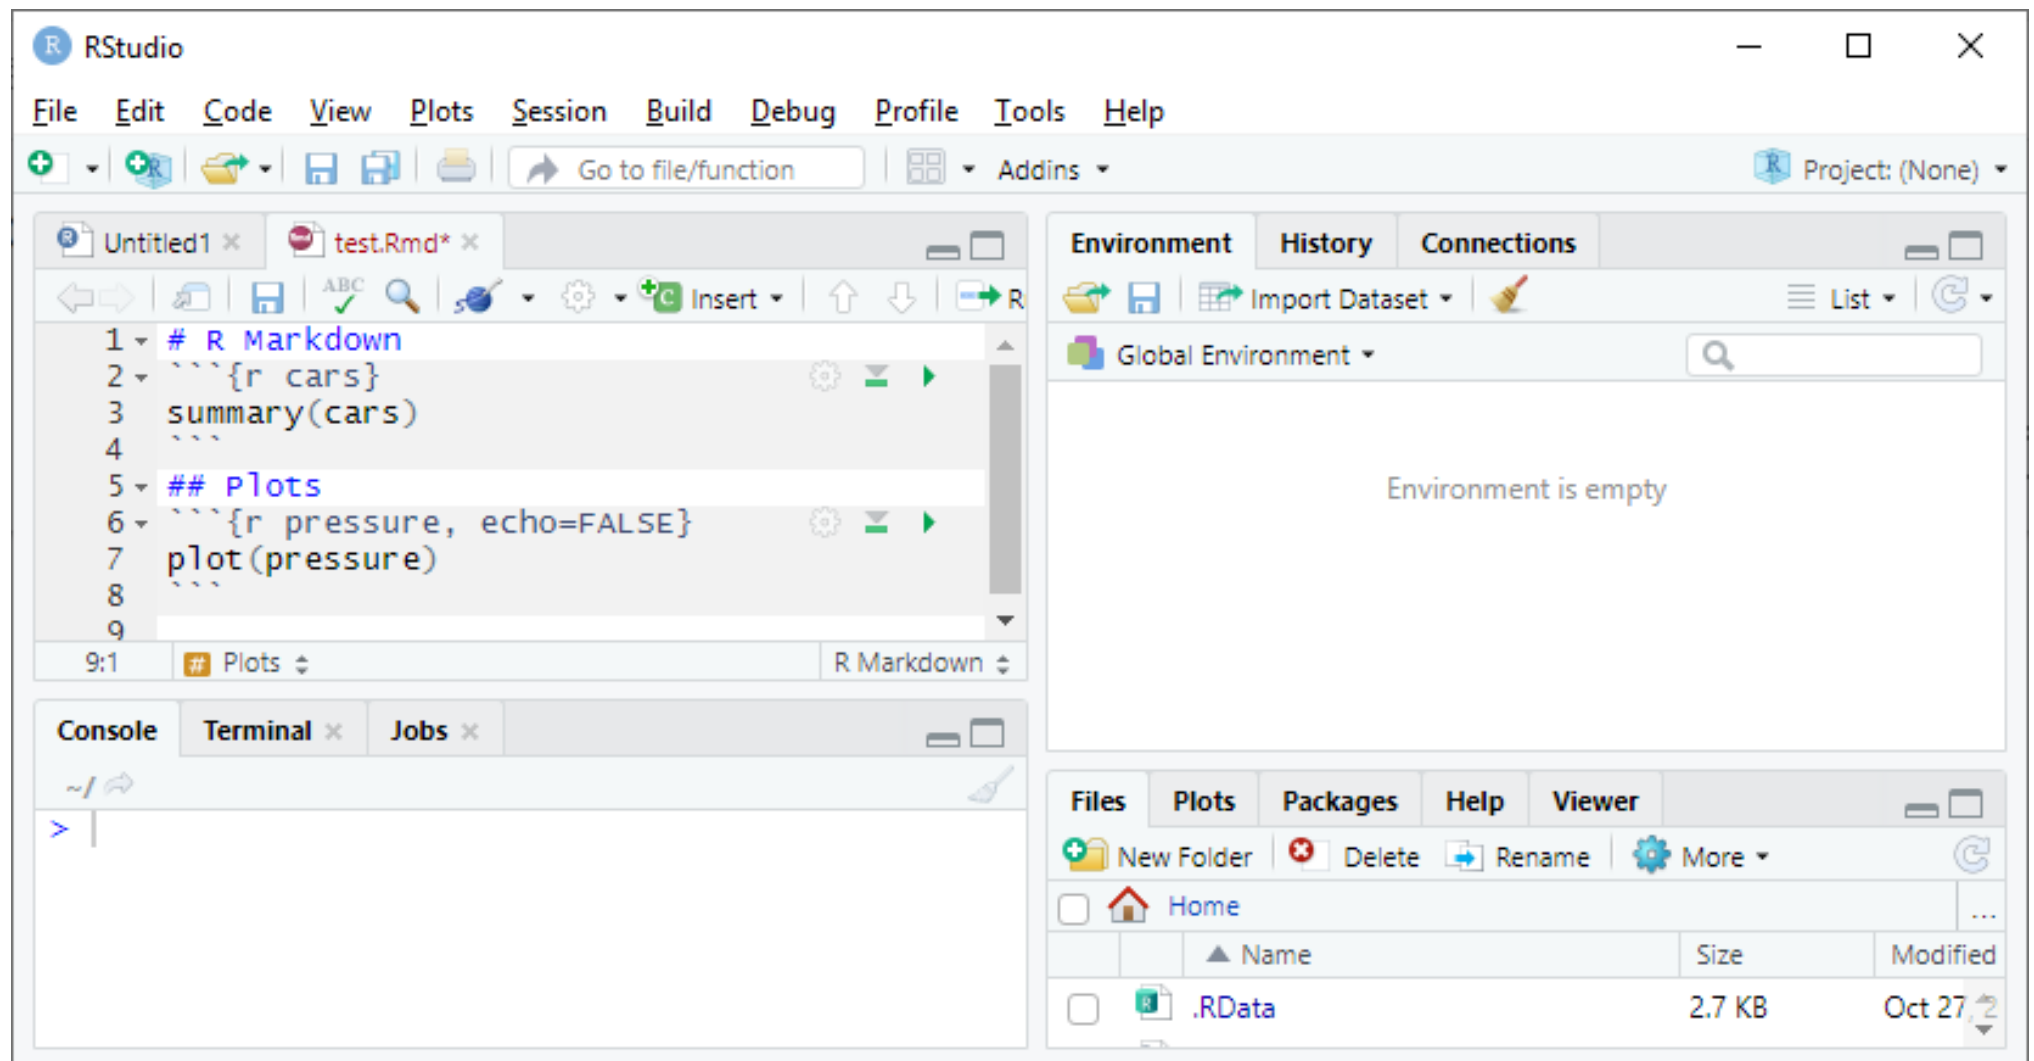 RStudio
File Edit Code View Plots Session Build Debug Profile Tools Help
Go to file/function Addins Project: (None)
Untitled1 test.Rmd*
ABC Insert
1 # R Markdown
2 ```{r cars}
3 summary(cars)
4 ```
5 ## Plots
6 ```{r pressure, echo=FALSE}
7 plot(pressure)
8 ```
9
9:1 # Plots R Markdown
Console Terminal Jobs
~/
>
Environment History Connections
Import Dataset List
Global Environment
Environment is empty
Files Plots Packages Help Viewer
New Folder Delete Rename More
Home ...
Name Size Modified
.RData 2.7 KB Oct 27, 2